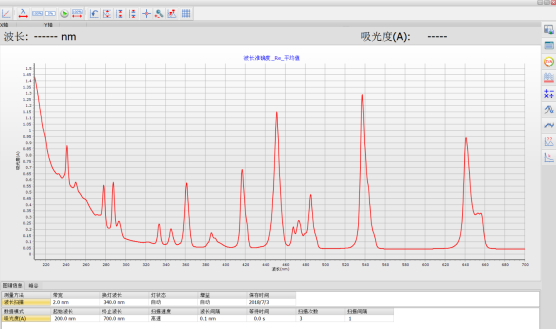 X轴 Y轴
波长: ------ nm 吸光度(A): -----
波长准确度 _Re_平均值
1.5
1.45
1.4
1.35
1.3
1.25
1.2
1.15
1.1
1.05
1
0.95
0.9
0.85
0.8
0.75
0.7
0.65
0.6
0.55
0.5
0.45
0.4
0.35
0.3
0.25
0.2
0.15
0.1
0.05
0
吸光度(A)
220 240 260 280 300 320 340 360 380 400 420 440 460 480 500 520 540 560 580 600 620 640 660 680 700
波长(nm)
图谱信息 峰谷
测量方法 带宽 换灯波长 灯状态 增益 保存时间
波长扫描 2.0 nm 340.0 nm 自动 自动 2018/7/3
数据模式 起始波长 终止波长 扫描速度 波长间隔 等待时间 扫描次数 扫描间隔
吸光度(A) 200.0 nm 700.0 nm 高速 0.1 nm 0.0 s 3 1